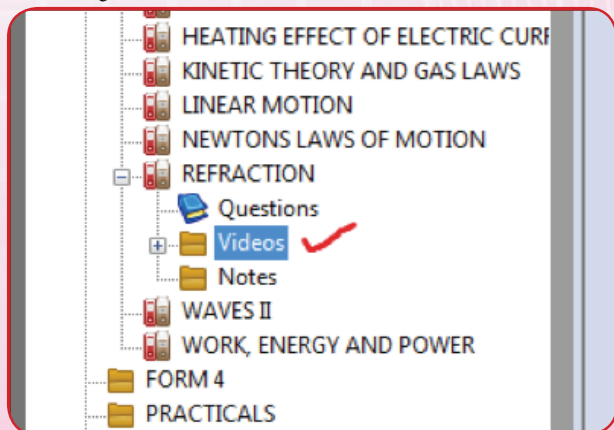 HEATING EFFECT OF ELECTRIC CURR
KINETIC THEORY AND GAS LAWS
LINEAR MOTION
NEWTONS LAWS OF MOTION
REFRACTION
Questions
Videos
Notes
WAVES II
WORK, ENERGY AND POWER
FORM 4
PRACTICALS